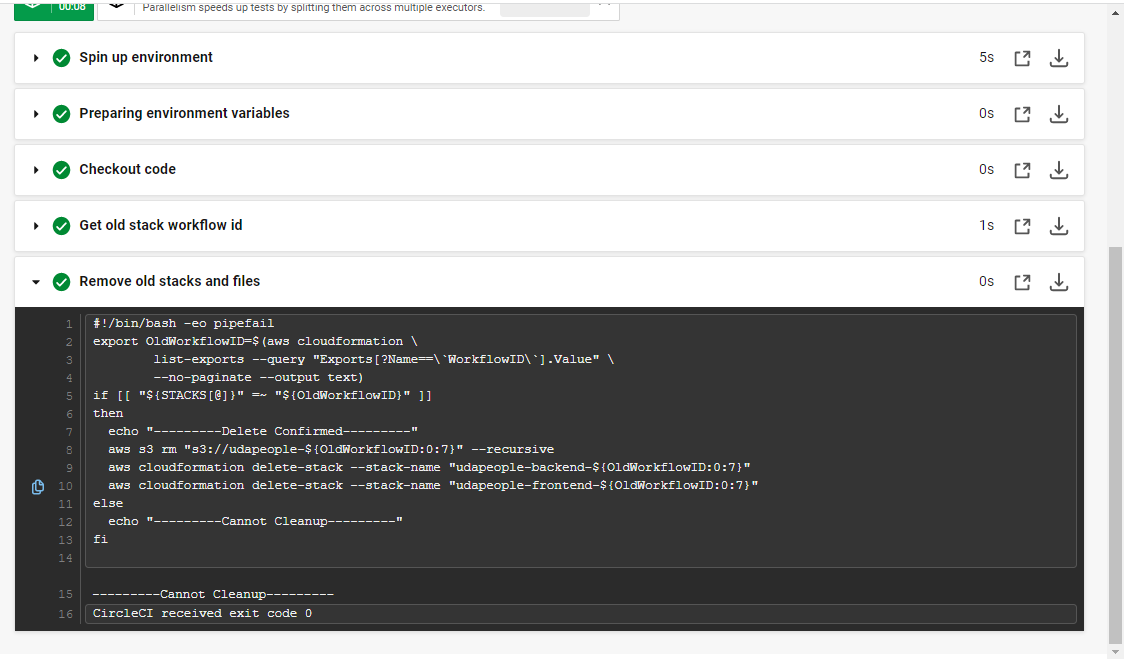 00:08
Parallelism speeds up tests by splitting them across multiple executors.
Spin up environment 5s
Preparing environment variables 0s
Checkout code 0s
Get old stack workflow id 1s
Remove old stacks and files 0s
1 #!/bin/bash -eo pipefail
2 export OldWorkflowID=$(aws cloudformation \
3         list-exports --query "Exports[?Name==\`WorkflowID\`].Value" \
4         --no-paginate --output text)
5 if [[ "${STACKS[@]}" =~ "${OldWorkflowID}" ]]
6 then
7   echo "---------Delete Confirmed---------"
8   aws s3 rm "s3://udapeople-${OldWorkflowID:0:7}" --recursive
9   aws cloudformation delete-stack --stack-name "udapeople-backend-${OldWorkflowID:0:7}"
10   aws cloudformation delete-stack --stack-name "udapeople-frontend-${OldWorkflowID:0:7}"
11 else
12   echo "---------Cannot Cleanup---------"
13 fi
14
15 ---------Cannot Cleanup---------
16 CircleCI received exit code 0